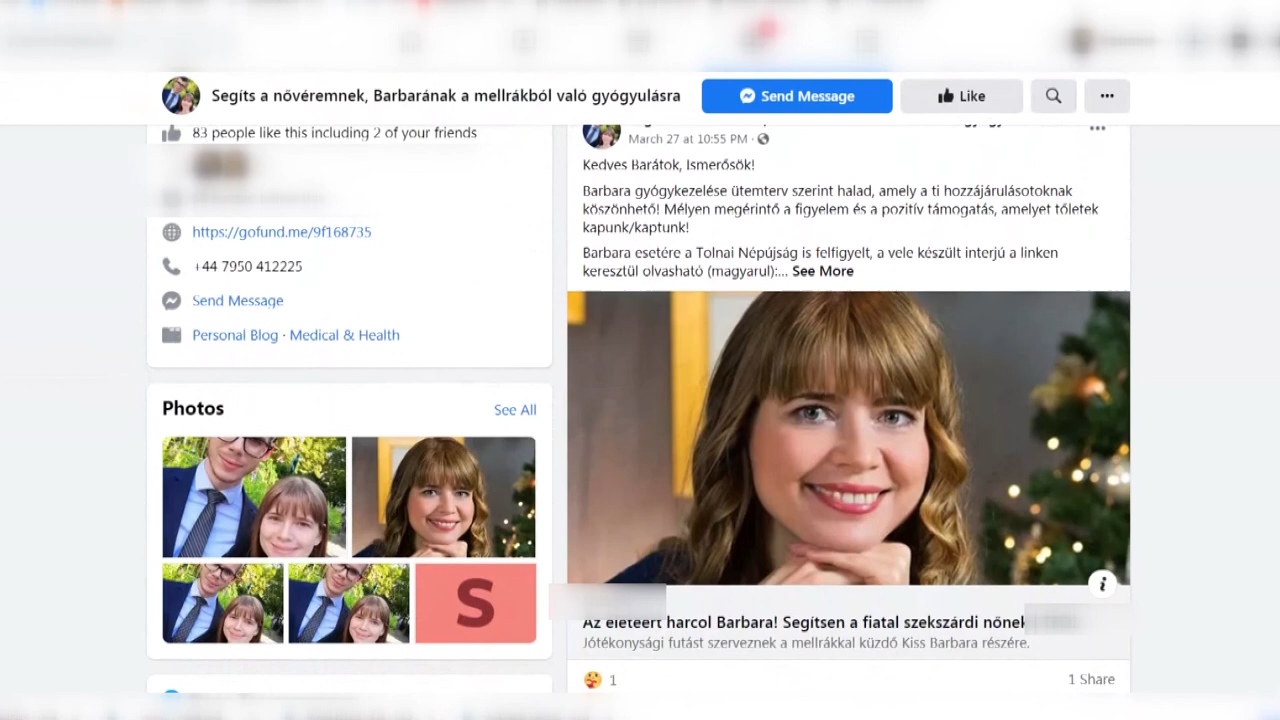 Segíts a nővéremnek, Barbarának a mellrákból való gyógyulásra
Send Message
Like
83 people like this including 2 of your friends
https://gofund.me/9f168735
+44 7950 412225
Send Message
Personal Blog · Medical & Health
Photos
See All
S
March 27 at 10:55 PM ·
Kedves Barátok, Ismerősök!
Barbara gyógykezelése ütemterv szerint halad, amely a ti hozzájárulásotoknak
köszönhető! Mélyen megérintő a figyelem és a pozitív támogatás, amelyet tőletek
kapunk/kaptunk!
Barbara esetére a Tolnai Népújság is felfigyelt, a vele készült interjú a linken
keresztül olvasható (magyarul):... See More
Az életéért harcol Barbara! Segítsen a fiatal szekszárdi nőnek
Jótékonysági futást szerveznek a mellrákkal küzdő Kiss Barbara részére.
1
1 Share